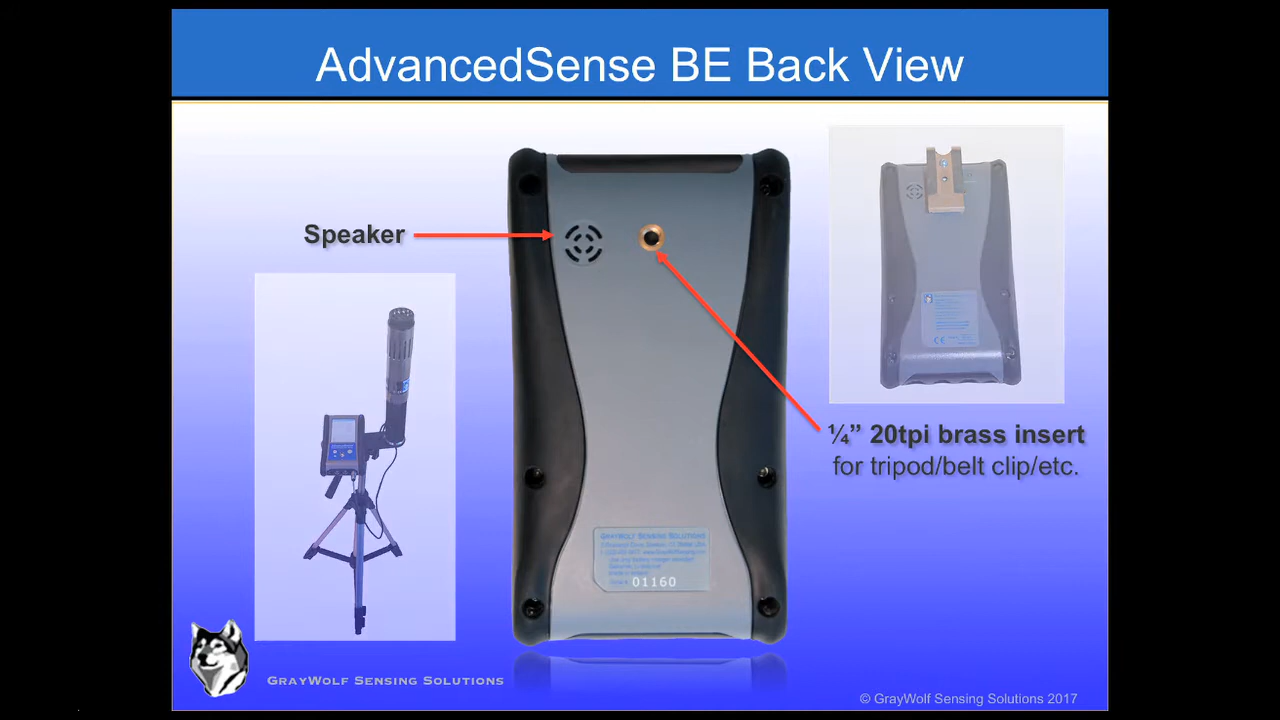 AdvancedSense BE Back View
Speaker
¼” 20tpi brass insert
for tripod/belt clip/etc.
GRAYWOLF SENSING SOLUTIONS
01160
GRAYWOLF SENSING SOLUTIONS
© GrayWolf Sensing Solutions 2017